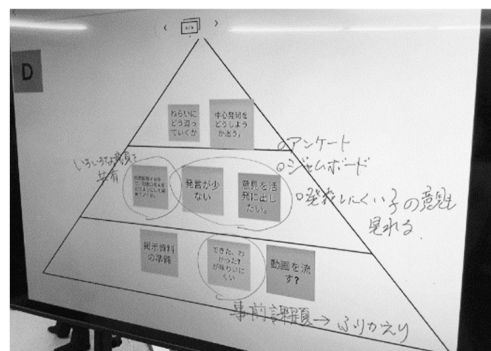 D
ねらいに
どう迫っ
ていくか
中心発問を
どうしよう
か迷う。
アンケート
ジャムボード
いろいろな意見を
共有
発言が少
ない
意見を活
発に出し
たい。
発表しにくい子の意見も
見れる
掲示資料
の準備
できた、わ
かった?
が味わいに
くい
動画を流
す?
事前課題→ふりかえり